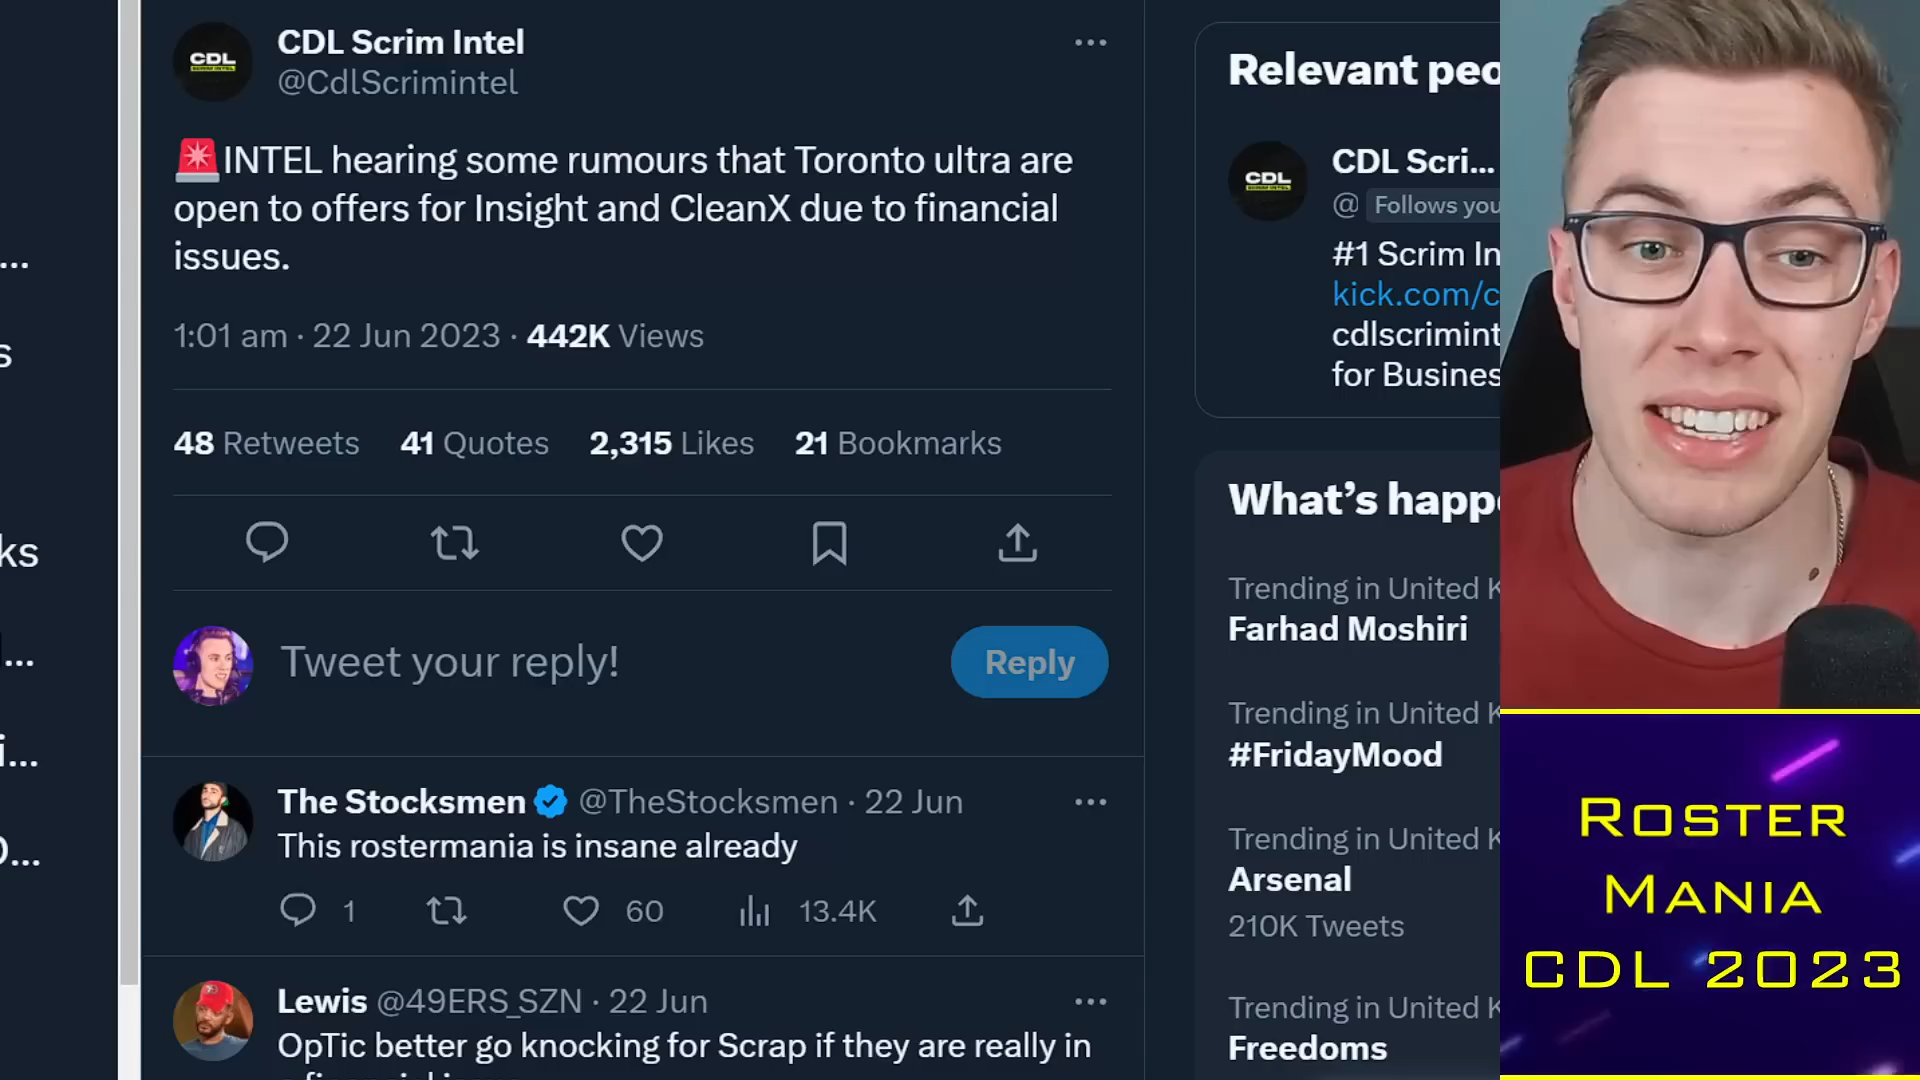 CDL Scrim Intel
@CdlScrimintel
INTEL hearing some rumours that Toronto ultra are
open to offers for Insight and CleanX due to financial
issues.
1:01 am · 22 Jun 2023 · 442K Views
48 Retweets 41 Quotes 2,315 Likes 21 Bookmarks
Tweet your reply!
Reply
The Stocksmen @TheStocksmen · 22 Jun
This rostermania is insane already
1 60 13.4K
Lewis @49ERS_SZN · 22 Jun
OpTic better go knocking for Scrap if they are really in
Relevant peo
CDL Scri...
@ Follows you
#1 Scrim In
kick.com/c
cdlscrimint
for Busines
What's happe
Trending in United K
Farhad Moshiri
Trending in United K
#FridayMood
Trending in United K
Arsenal
210K Tweets
Trending in United K
Freedoms
ROSTER
MANIA
CDL 2023